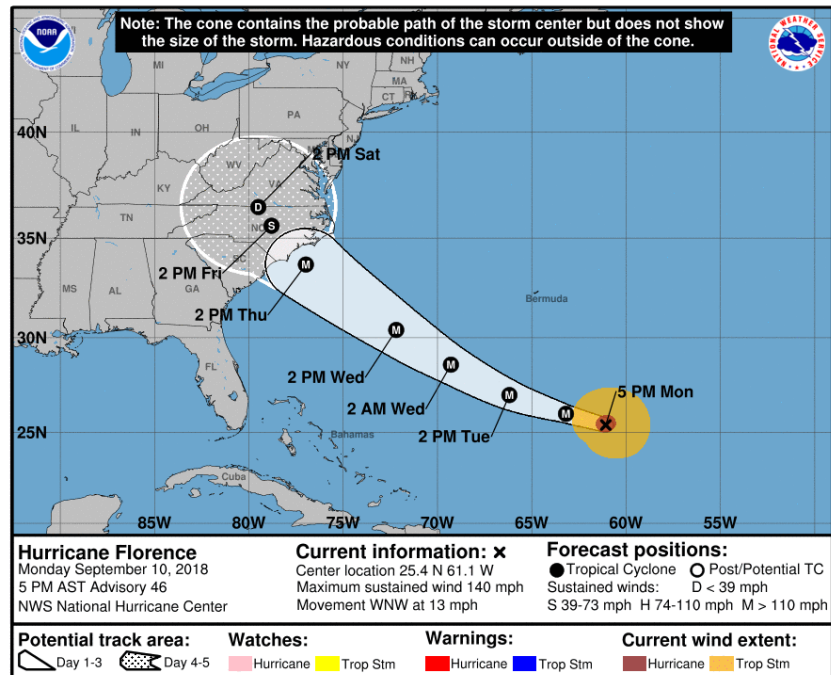 Note: The cone contains the probable path of the storm center but does not show
the size of the storm. Hazardous conditions can occur outside of the cone.
NOAA
NATIONAL WEATHER SERVICE
MI
NY
NH
MA
CT
RI
PA
NJ
IL
IN
OH
WV
VA
KY
TN
NC
SC
MS
AL
GA
FL
Bermuda
Bahamas
Cuba
40N
35N
30N
25N
85W
80W
75W
70W
65W
60W
55W
2 PM Sat
D
S
2 PM Fri
M
2 PM Thu
M
2 PM Wed
M
2 AM Wed
M
2 PM Tue
M
5 PM Mon
Hurricane Florence
Monday September 10, 2018
5 PM AST Advisory 46
NWS National Hurricane Center
Current information: ×
Center location 25.4 N 61.1 W
Maximum sustained wind 140 mph
Movement WNW at 13 mph
Forecast positions:
Tropical Cyclone Post/Potential TC
Sustained winds: D < 39 mph
S 39-73 mph H 74-110 mph M > 110 mph
Potential track area:
Day 1-3 Day 4-5
Watches:
Hurricane Trop Stm
Warnings:
Hurricane Trop Stm
Current wind extent:
Hurricane Trop Stm